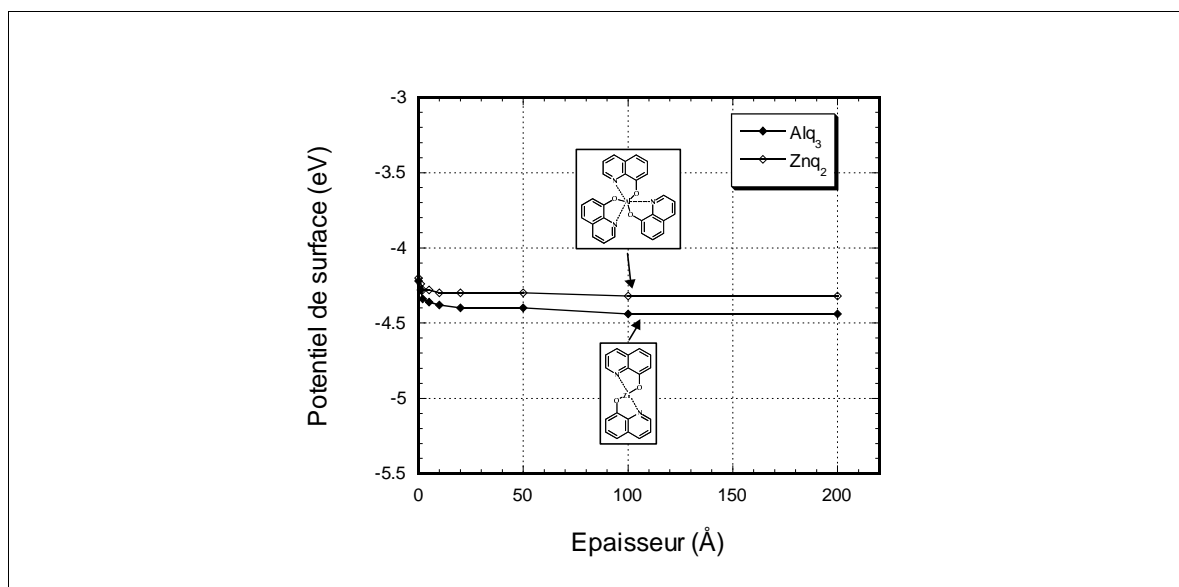 Potentiel de surface (eV)
-3
-3.5
-4
-4.5
-5
-5.5
0
50
100
150
200
Epaisseur (Å)
Alq3
Znq2
N
O
O
N
N
O
N
O
O
N